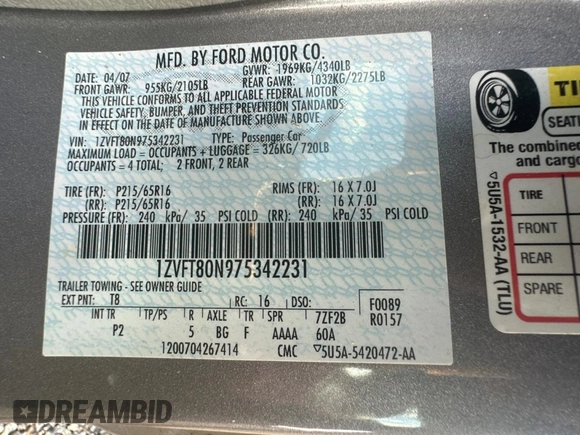 MFD. BY FORD MOTOR CO.
04/07 GVWR: 1969KG/4340LB
FRONT GAWR: 955KG/2105LB REAR GAWR: 1032KG/2275LB
THIS VEHICLE CONFORMS TO ALL APPLICABLE FEDERAL MOTOR
VEHICLE SAFETY, BUMPER, AND THEFT PREVENTION STANDARDS
IN EFFECT ON THE DATE OF MANUFACTURE SHOWN ABOVE
VIN: 1ZVFT80N975342231 TYPE: Passenger Car
MAXIMUM LOAD = OCCUPANTS + LUGGAGE = 326KG/720LB
OCCUPANTS = 4 TOTAL; 2 FRONT, 2 REAR
TIRE (FR): P215/65R16 RIMS (FR): 16 X 7.0J
(RR): P215/65R16 (RR): 16 X 7.0J
PRESSURE (FR): 240 kPa/ 35 PSI COLD (RR) 240 kPa/ 35 PSI COLD
1ZVFT80N975342231
TRAILER TOWING - SEE OWNER GUIDE
EXT PNT: T8 RC: 16 DSO: F0089
INT TR TP/PS R AXLE TR SPR 7ZF2B R0157
P2 5 BG F AAAA 60A
1200704267414 CMC ▽5U5A-5420472-AA
▽5U5A-1532-AA (TLU)
SEATI
The combined
and cargo
TIRE
FRONT
REAR
SPARE
DREAMBID